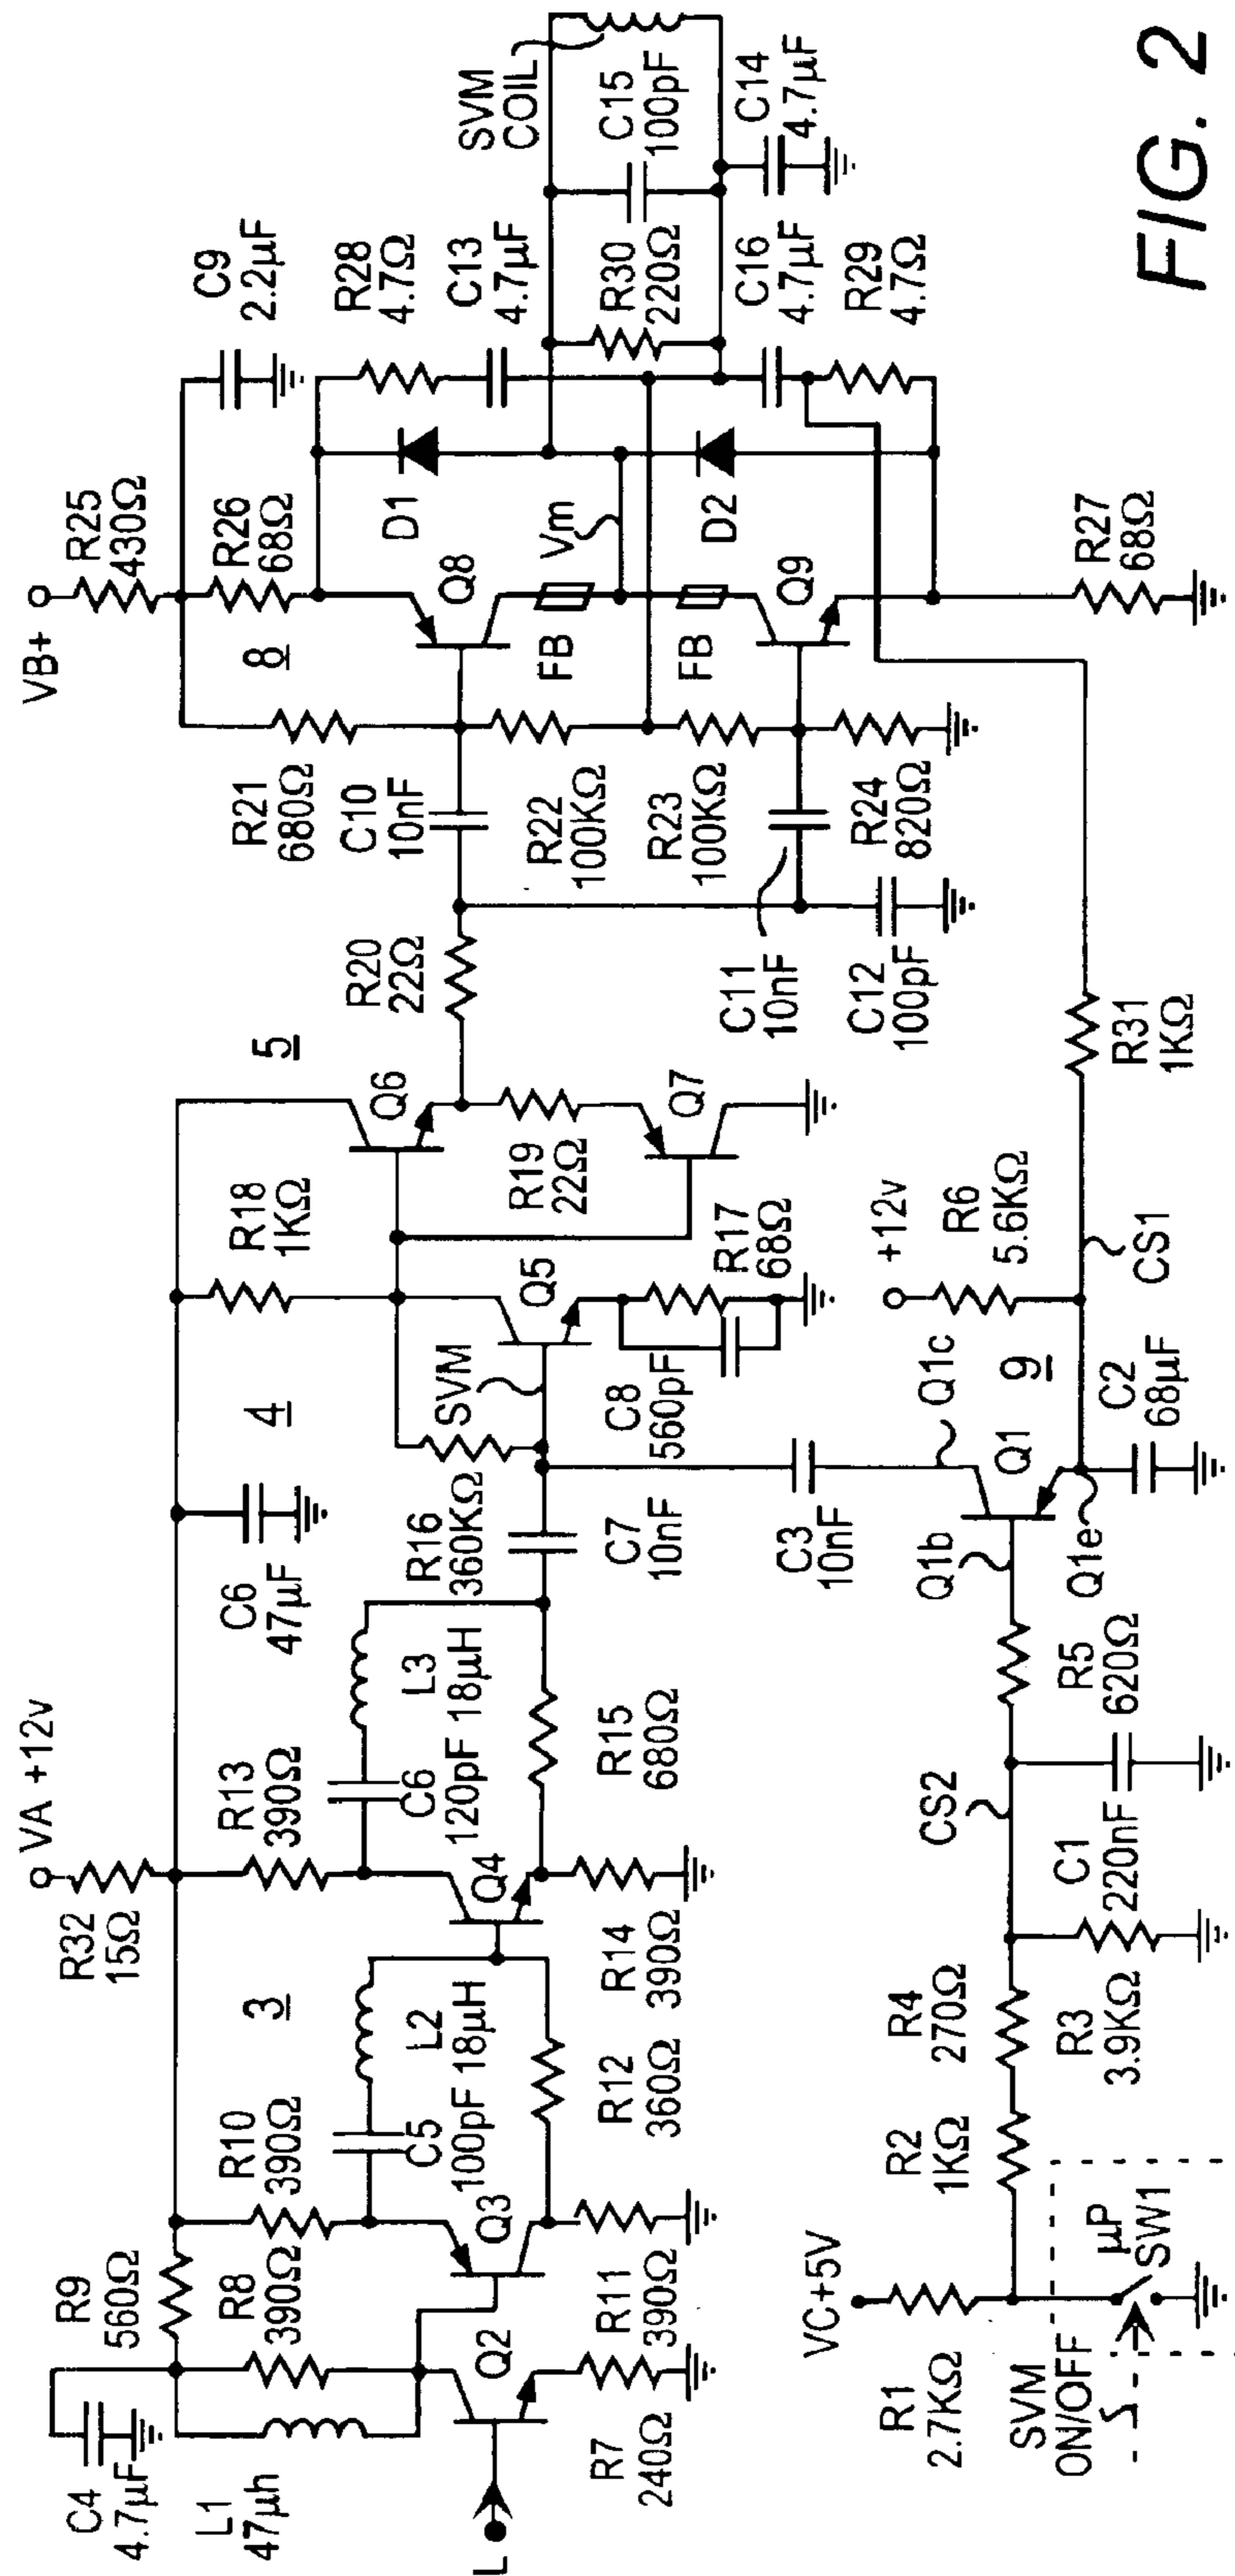 C4
4.7µF
L1
47µh
L
R9
560Ω
R8
390Ω
Q2
R7
240Ω
R10
390Ω
Q3
R11
390Ω
C5
100pF
L2
18µH
R12
360Ω
3
VA +12v
R32
15Ω
R13
390Ω
Q4
R14
390Ω
C6
120pF
L3
18µH
R15
680Ω
C6
47µF
4
R16
360KΩ
C7
10nF
SVM
R18
1KΩ
Q5
C8
560pF
R17
68Ω
5
Q6
R19
22Ω
Q7
R20
22Ω
C3
10nF
VB+
R25
430Ω
C9
2.2µF
R26
68Ω
8
R21
680Ω
C10
10nF
R22
100KΩ
R23
100KΩ
C11
10nF
C12
100pF
R24
820Ω
Q8
FB
FB
Q9
D1
Vm
D2
R27
68Ω
R28
4.7Ω
C13
4.7µF
R30
220Ω
C16
4.7µF
R29
4.7Ω
SVM
COIL
C15
100pF
C14
4.7µF
VC+5V
R1
2.7KΩ
SVM
ON/OFF
µP
SW1
R2
1KΩ
R4
270Ω
R3
3.9KΩ
CS2
C1
220nF
R5
620Ω
Q1b
Q1e
Q1c
Q1
9
C2
68µF
+12v
R6
5.6KΩ
CS1
R31
1KΩ
FIG. 2